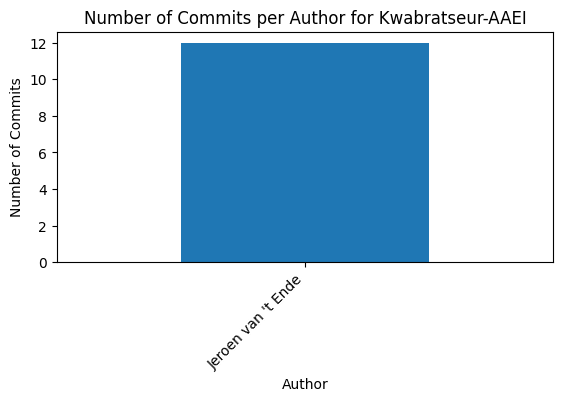 Number of Commits per Author for Kwabratseur-AAEI
Number of Commits
12
10
8
6
4
2
0
Jeroen van 't Ende
Author